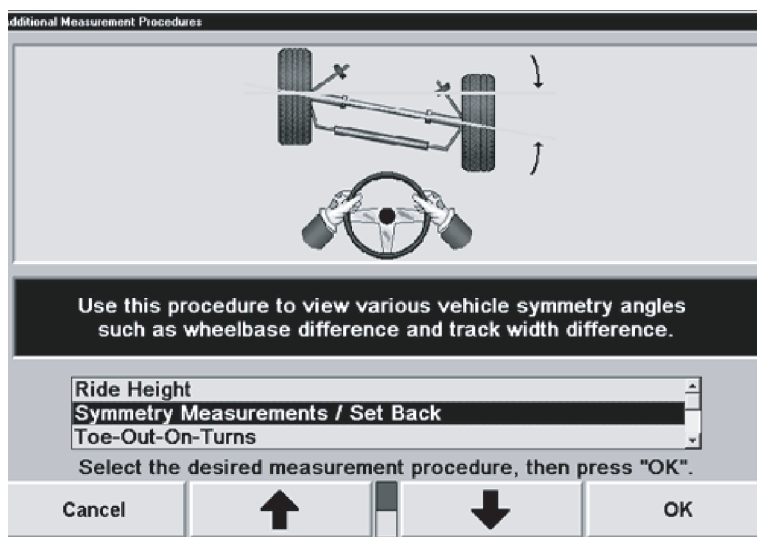 Additional Measurement Procedures
Use this procedure to view various vehicle symmetry angles
such as wheelbase difference and track width difference.
Ride Height
Symmetry Measurements / Set Back
Toe-Out-On-Turns
Select the desired measurement procedure, then press "OK".
Cancel
OK